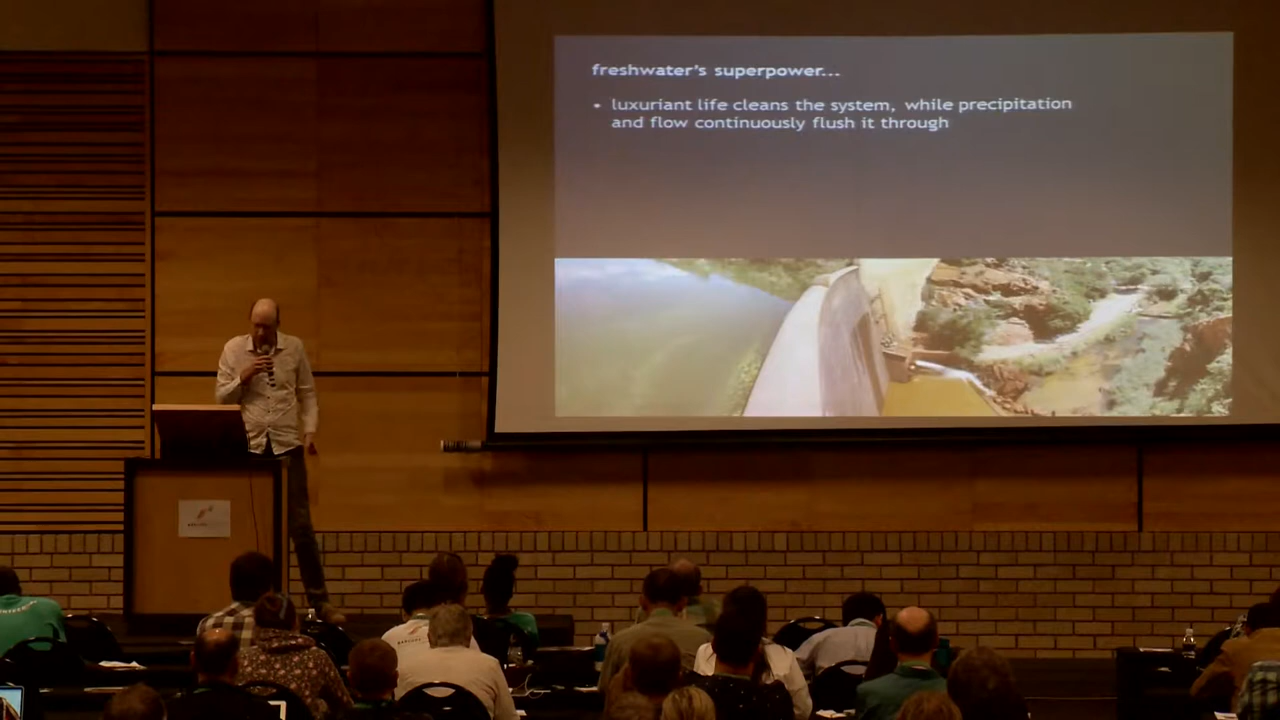 freshwater's superpower...
• luxuriant life cleans the system, while precipitation
and flow continuously flush it through